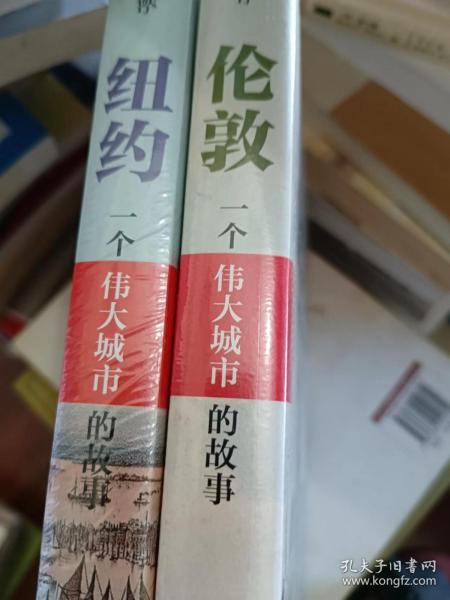 纽约
一个
伟大城市
的故事
伦敦
一个
伟大城市
的故事
孔夫子旧书网
www.kongfz.com